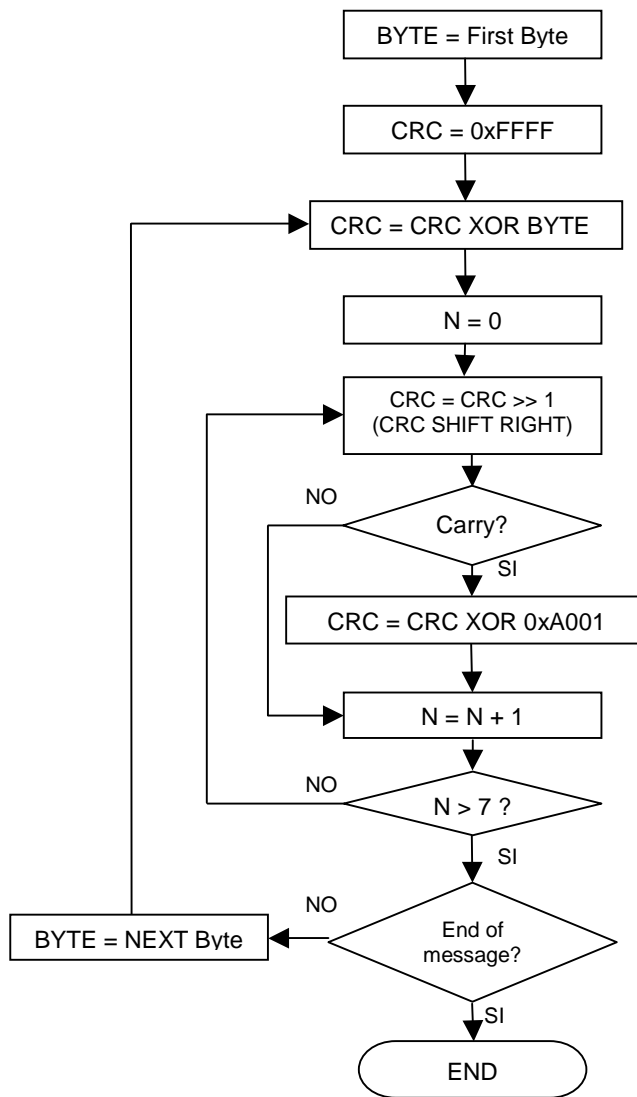 BYTE = First Byte
CRC = 0xFFFF
CRC = CRC XOR BYTE
N = 0
CRC = CRC >> 1
(CRC SHIFT RIGHT)
NO
Carry?
SI
CRC = CRC XOR 0xA001
N = N + 1
NO
N > 7 ?
SI
NO
BYTE = NEXT Byte
End of
message?
SI
END